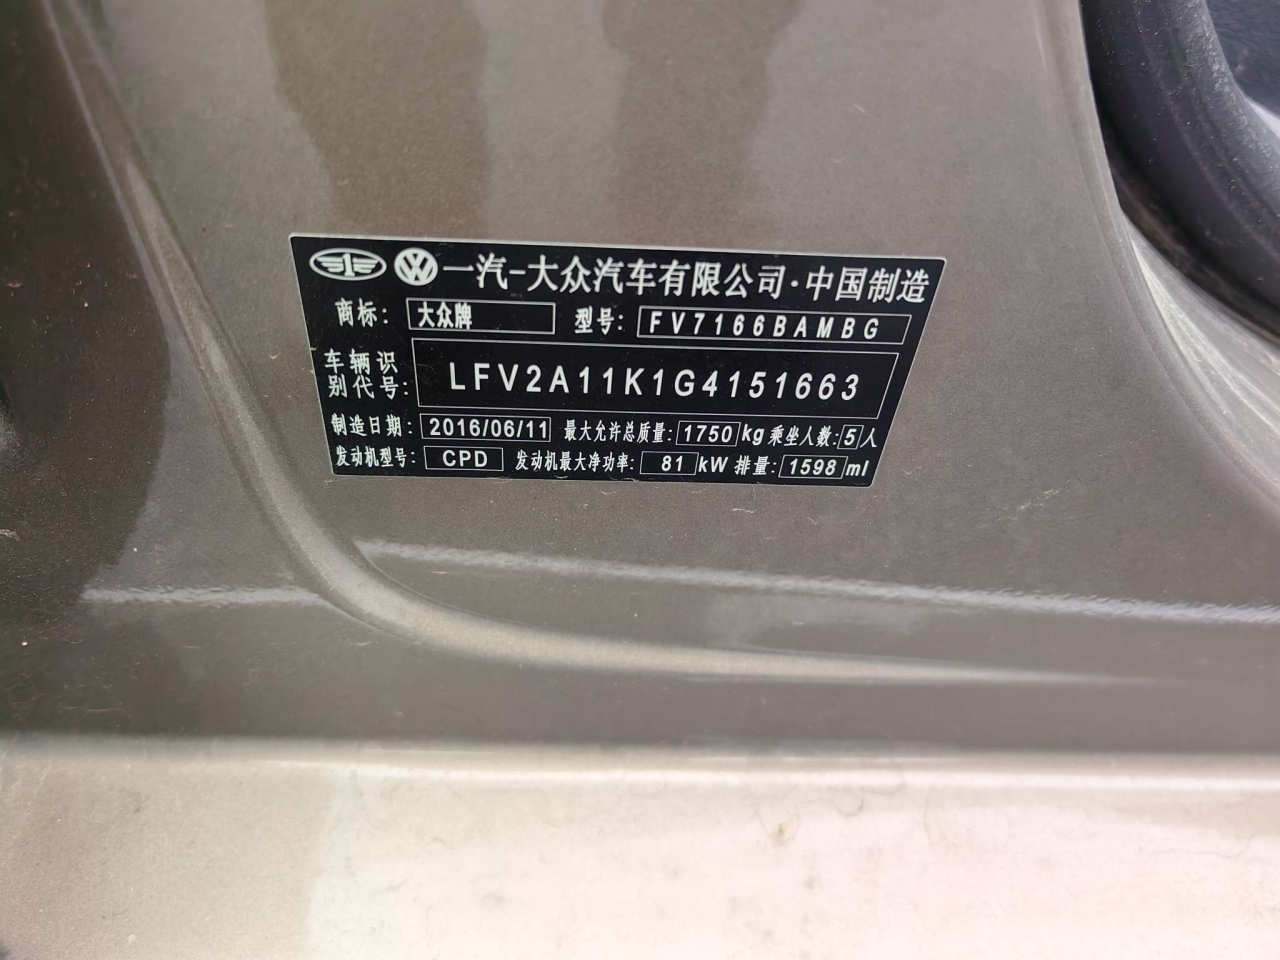 一汽-大众汽车有限公司·中国制造
商标: 大众牌 型号: FV7166BAMBG
车辆识别代号: LFV2A11K1G4151663
制造日期: 2016/06/11 最大允许总质量: 1750 kg 乘坐人数: 5 人
发动机型号: CPD 发动机最大净功率: 81 kW 排量: 1598 ml